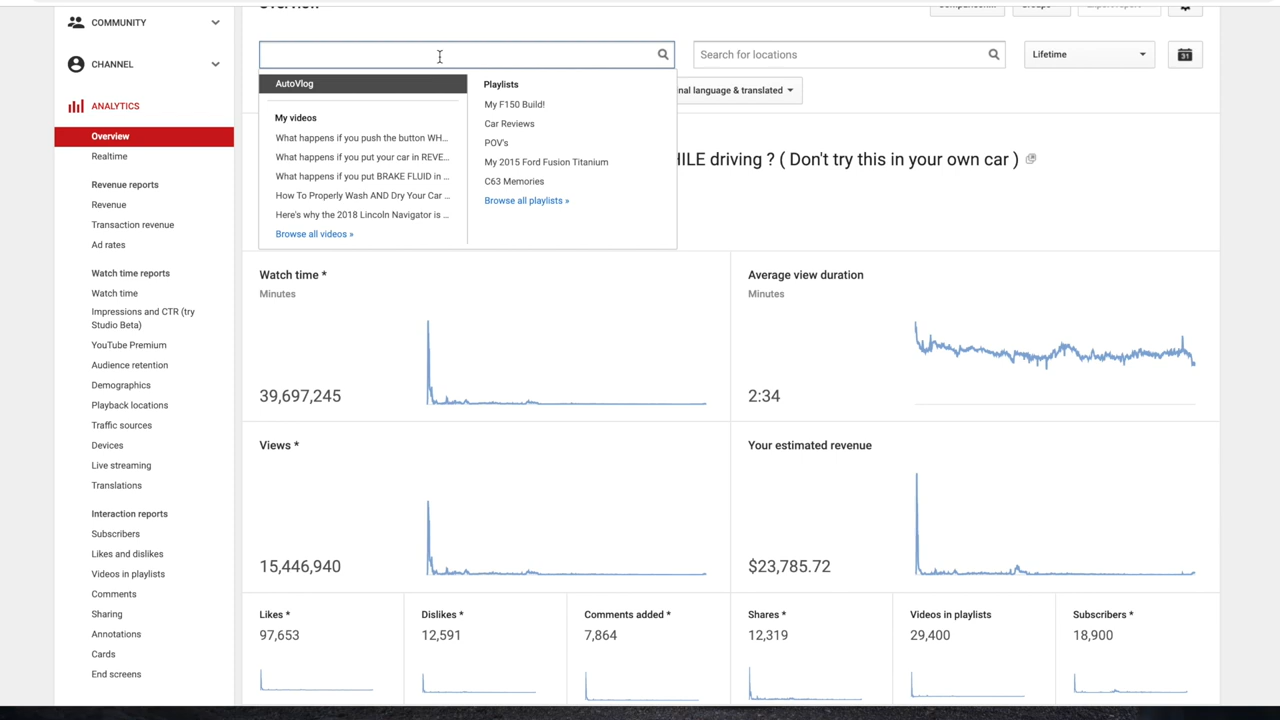 COMMUNITY
CHANNEL
ANALYTICS
Overview
Realtime
Revenue reports
Revenue
Transaction revenue
Ad rates
Watch time reports
Watch time
Impressions and CTR (try
Studio Beta)
YouTube Premium
Audience retention
Demographics
Playback locations
Traffic sources
Devices
Live streaming
Translations
Interaction reports
Subscribers
Likes and dislikes
Videos in playlists
Comments
Sharing
Annotations
Cards
End screens
Search for locations
Lifetime
31
AutoVlog
My videos
What happens if you push the button WH...
What happens if you put your car in REVE...
What happens if you put BRAKE FLUID in ...
How To Properly Wash AND Dry Your Car ...
Here's why the 2018 Lincoln Navigator is ...
Browse all videos »
Playlists
My F150 Build!
Car Reviews
POV's
My 2015 Ford Fusion Titanium
C63 Memories
Browse all playlists »
language & translated
driving ? ( Don't try this in your own car )
Watch time *
Minutes
39,697,245
Average view duration
Minutes
2:34
Views *
15,446,940
Your estimated revenue
$23,785.72
Likes *
97,653
Dislikes *
12,591
Comments added *
7,864
Shares *
12,319
Videos in playlists
29,400
Subscribers *
18,900